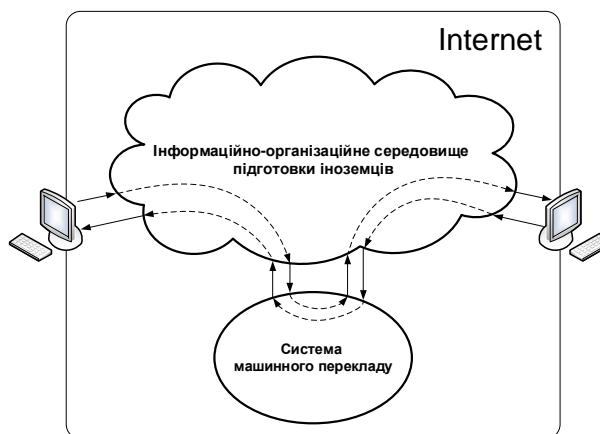 Internet
Інформаційно-організаційне середовище
підготовки іноземців
Система
машинного перекладу